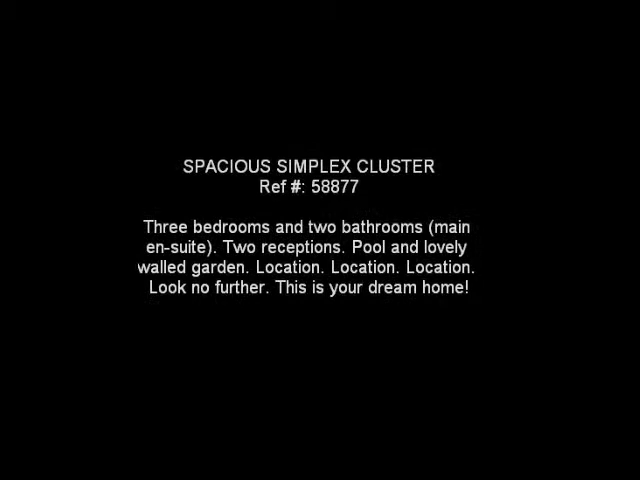 SPACIOUS SIMPLEX CLUSTER
Ref #: 58877
Three bedrooms and two bathrooms (main
en-suite). Two receptions. Pool and lovely
walled garden. Location. Location. Location.
Look no further. This is your dream home!